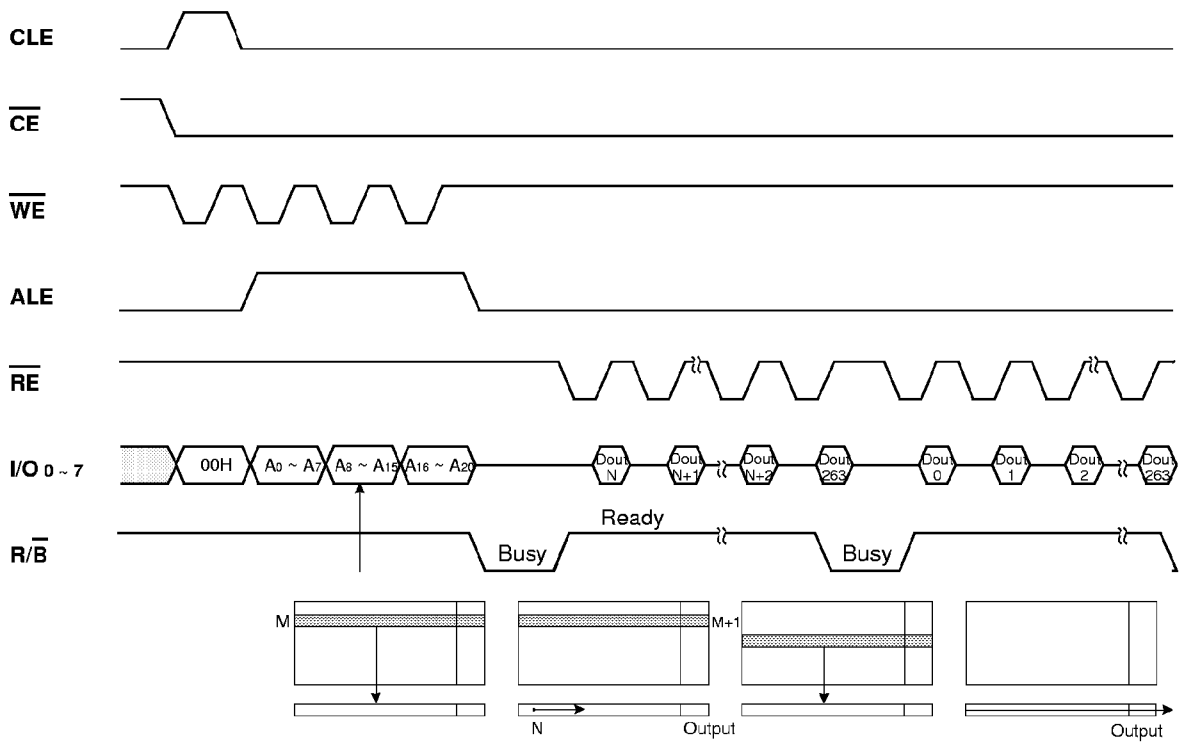 CLE
CE
WE
ALE
RE
I/O 0 ~ 7
00H
A0 ~ A7
A8 ~ A15
A16 ~ A20
Dout
N
Dout
N+1
Dout
N+2
Dout
263
Dout
0
Dout
1
Dout
2
Dout
263
R/B
Busy
Ready
Busy
M
M+1
N
Output
Output